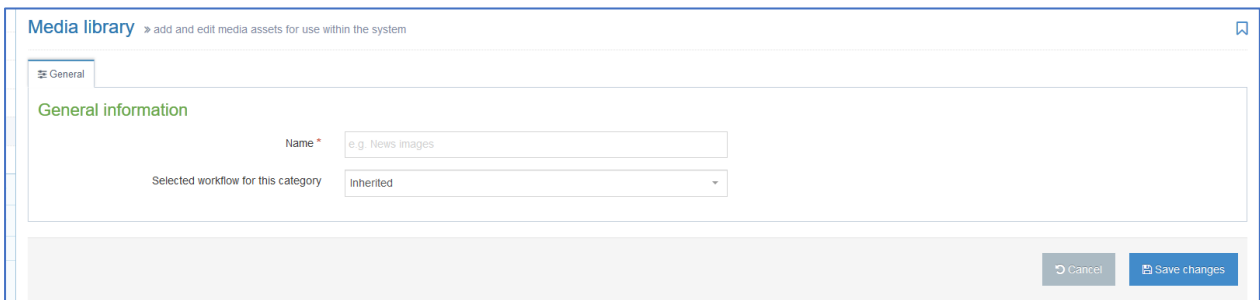 Media library » add and edit media assets for use within the system
General
General information
Name *
e.g. News images
Selected workflow for this category
Inherited
Cancel
Save changes